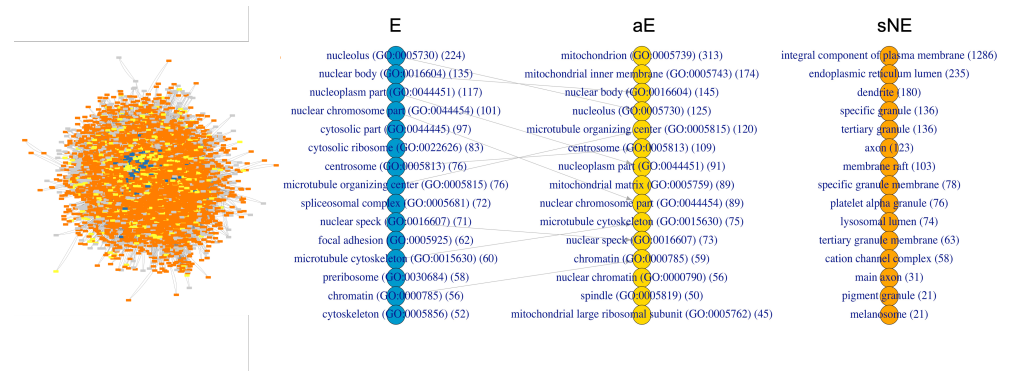 E
nucleolus (GO:0005730) (224)
nuclear body (GO:0016604) (135)
nucleoplasm part (GO:0044451) (117)
nuclear chromosome part (GO:0044454) (101)
cytosolic part (GO:0044445) (97)
cytosolic ribosome (GO:0022626) (83)
centrosome (GO:0005813) (76)
microtubule organizing center (GO:0005815) (76)
spliceosomal complex (GO:0005681) (72)
nuclear speck (GO:0016607) (71)
focal adhesion (GO:0005925) (62)
microtubule cytoskeleton (GO:0015630) (60)
preribosome (GO:0030684) (58)
chromatin (GO:0000785) (56)
cytoskeleton (GO:0005856) (52)
aE
mitochondrion (GO:0005739) (313)
mitochondrial inner membrane (GO:0005743) (174)
nuclear body (GO:0016604) (145)
nucleolus (GO:0005730) (125)
microtubule organizing center (GO:0005815) (120)
centrosome (GO:0005813) (109)
nucleoplasm part (GO:0044451) (91)
mitochondrial matrix (GO:0005759) (89)
nuclear chromosome part (GO:0044454) (89)
microtubule cytoskeleton (GO:0015630) (75)
nuclear speck (GO:0016607) (73)
chromatin (GO:0000785) (59)
nuclear chromatin (GO:0000790) (56)
spindle (GO:0005819) (50)
mitochondrial large ribosomal subunit (GO:0005762) (45)
sNE
integral component of plasma membrane (1286)
endoplasmic reticulum lumen (235)
dendrite (180)
specific granule (136)
tertiary granule (136)
axon (123)
membrane raft (103)
specific granule membrane (78)
platelet alpha granule (76)
lysosomal lumen (74)
tertiary granule membrane (63)
cation channel complex (58)
main axon (31)
pigment granule (21)
melanosome (21)